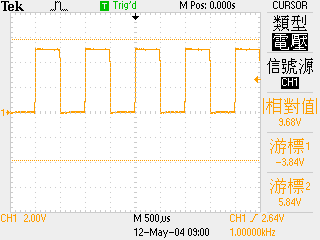 Tek Trig'd M Pos: 0.000s CURSOR
類型
電壓
信號源
CH1
相對值
9.68V
游標1
-3.84V
游標2
5.84V
1
CH1 2.00V M 500µs CH1 2.64V
12-May-04 09:00 1.00000kHz